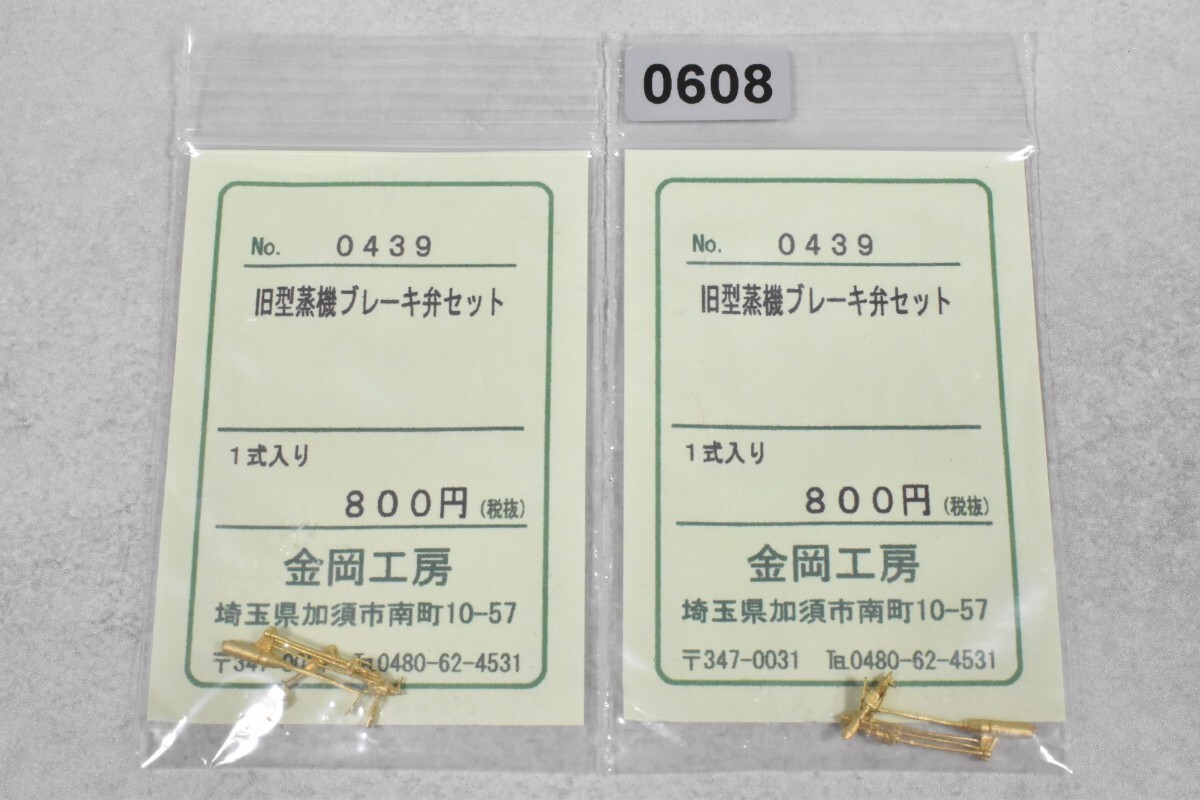 0608
No. 0439
旧型蒸機ブレーキ弁セット
1式入り
800円(税抜)
金岡工房
埼玉県加須市南町10-57
〒347-00 TEL0480-62-4531
No. 0439
旧型蒸機ブレーキ弁セット
1式入り
800円(税抜)
金岡工房
埼玉県加須市南町10-57
〒347-0031 TEL0480-62-4531